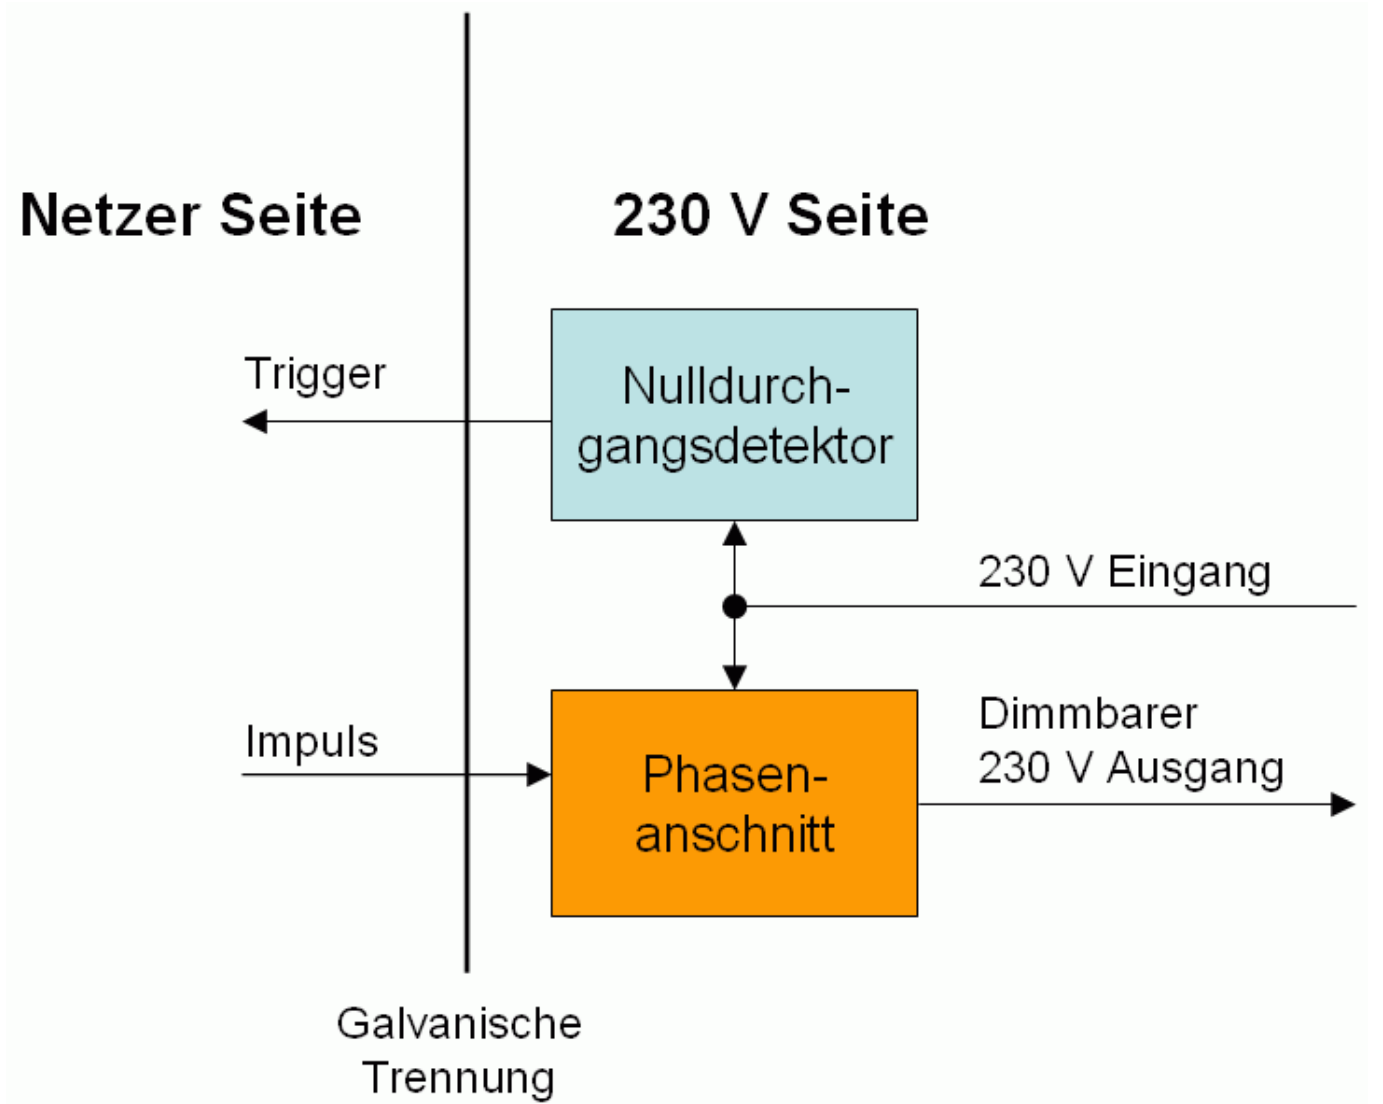 Netzer Seite
230 V Seite
Trigger
Nulldurch-
gangsdetektor
230 V Eingang
Impuls
Phasen-
anschnitt
Dimmbarer
230 V Ausgang
Galvanische
Trennung